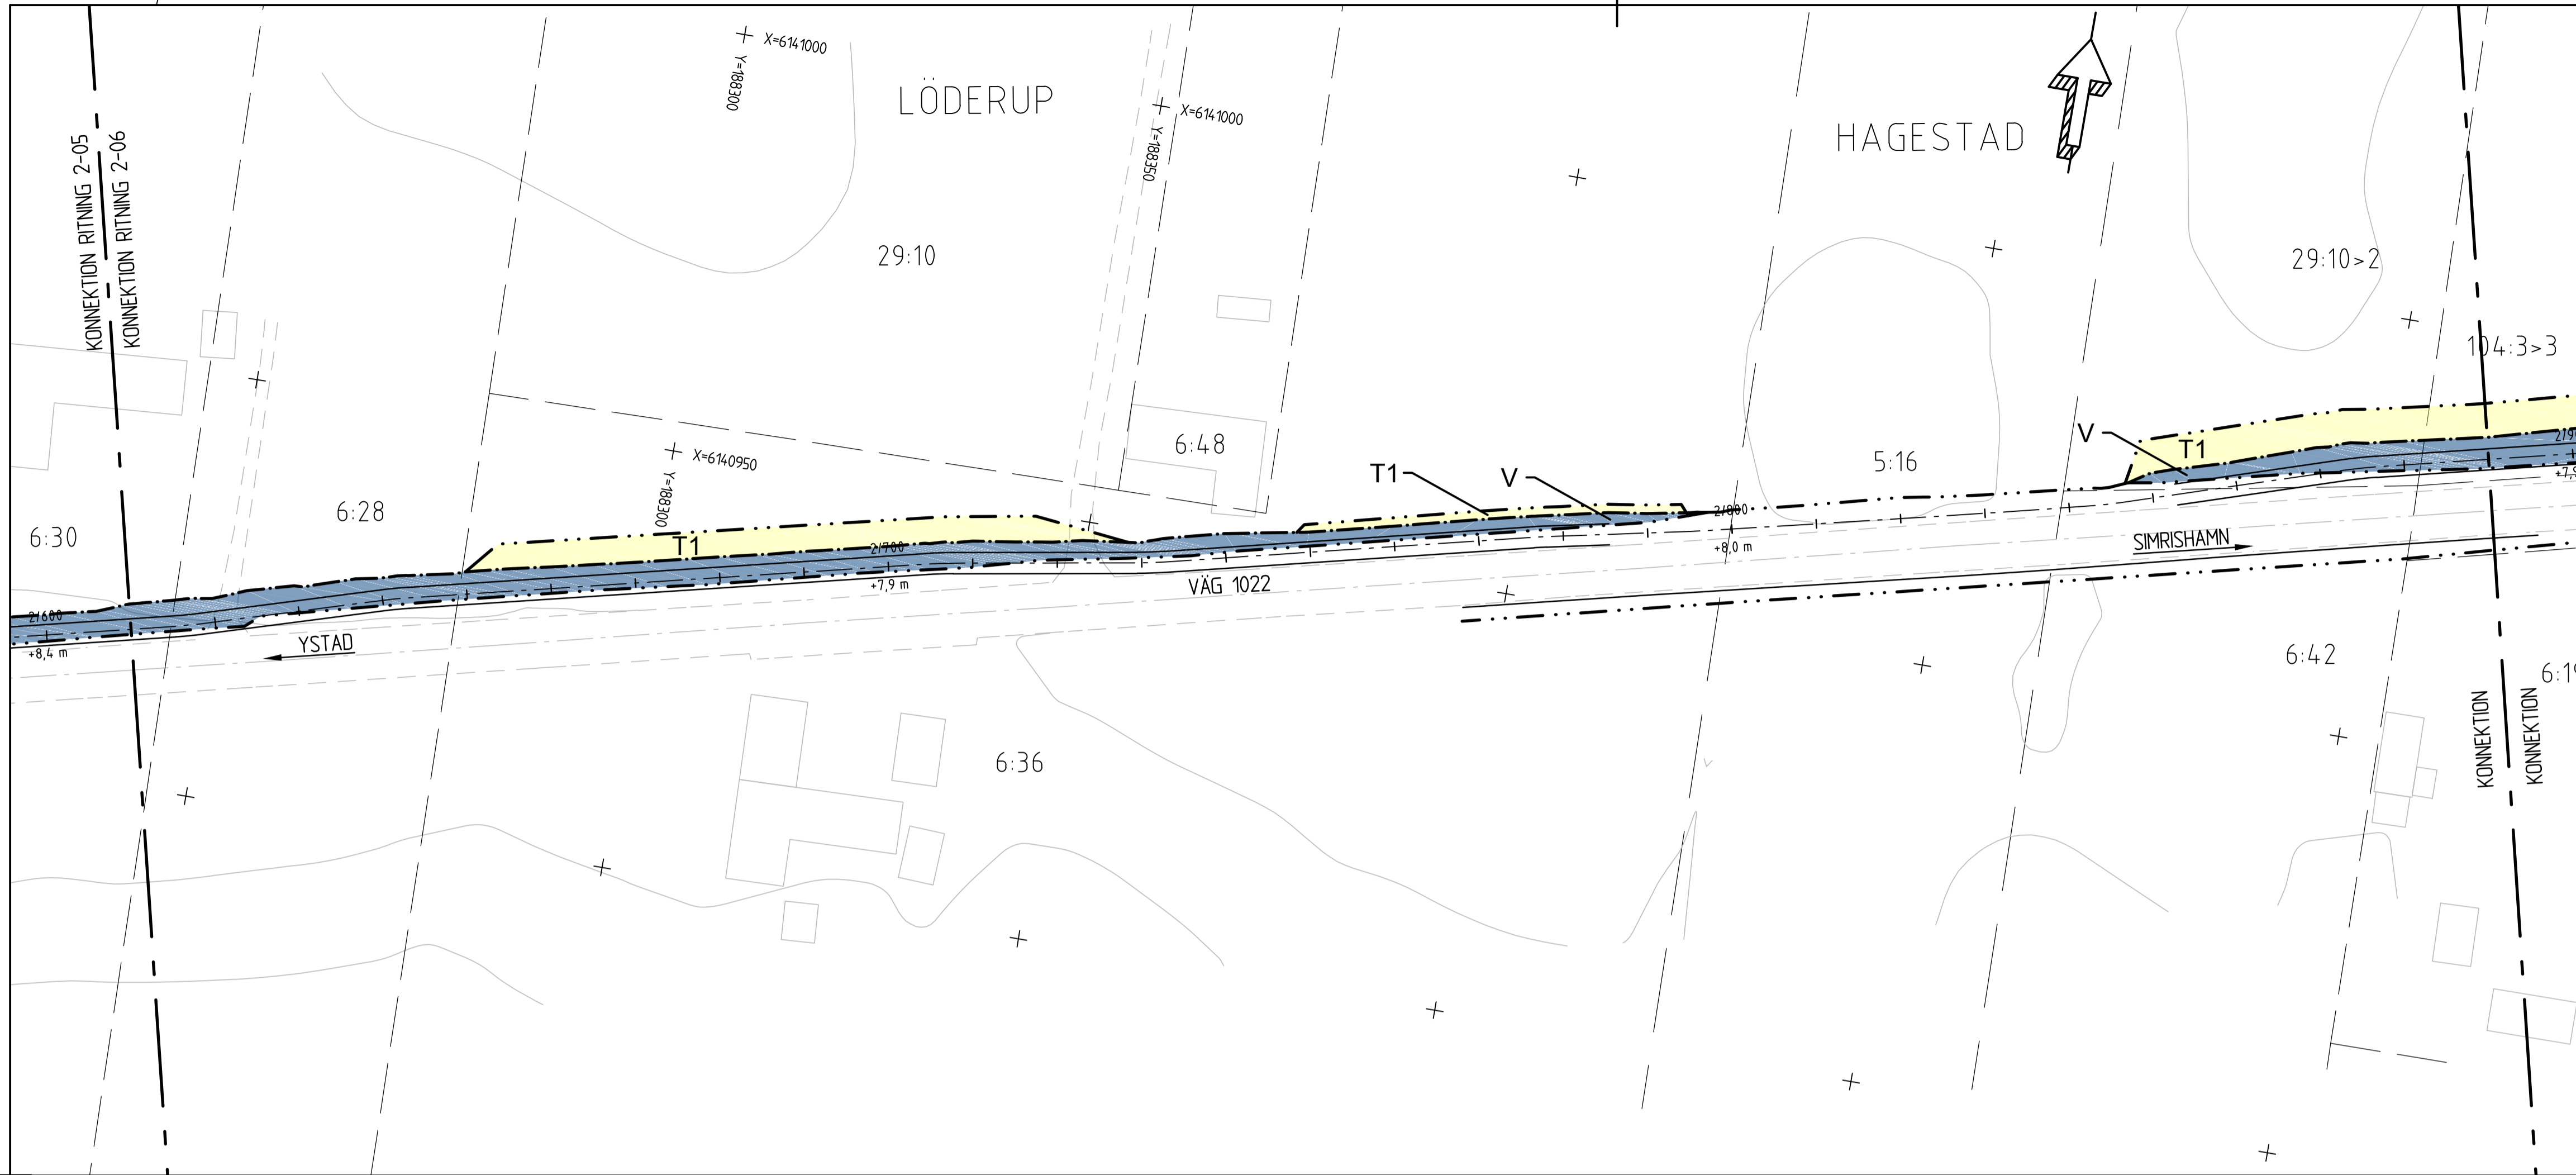 X=6141000
Y=188300
LÖDERUP
X=6141000
Y=188350
HAGESTAD
KONNEKTION RITNING 2-05
KONNEKTION RITNING 2-06
29:10
29:10>2
104:3>3
6:48
T1
V
5:16
V
T1
X=6140950
Y=188300
6:30
6:28
T1
2/700
+7,9 m
2/800
+8,0 m
2/600
+8,4 m
VÄG 1022
SIMRISHAMN
YSTAD
6:42
6:36
KONNEKTION
KONNEKTION